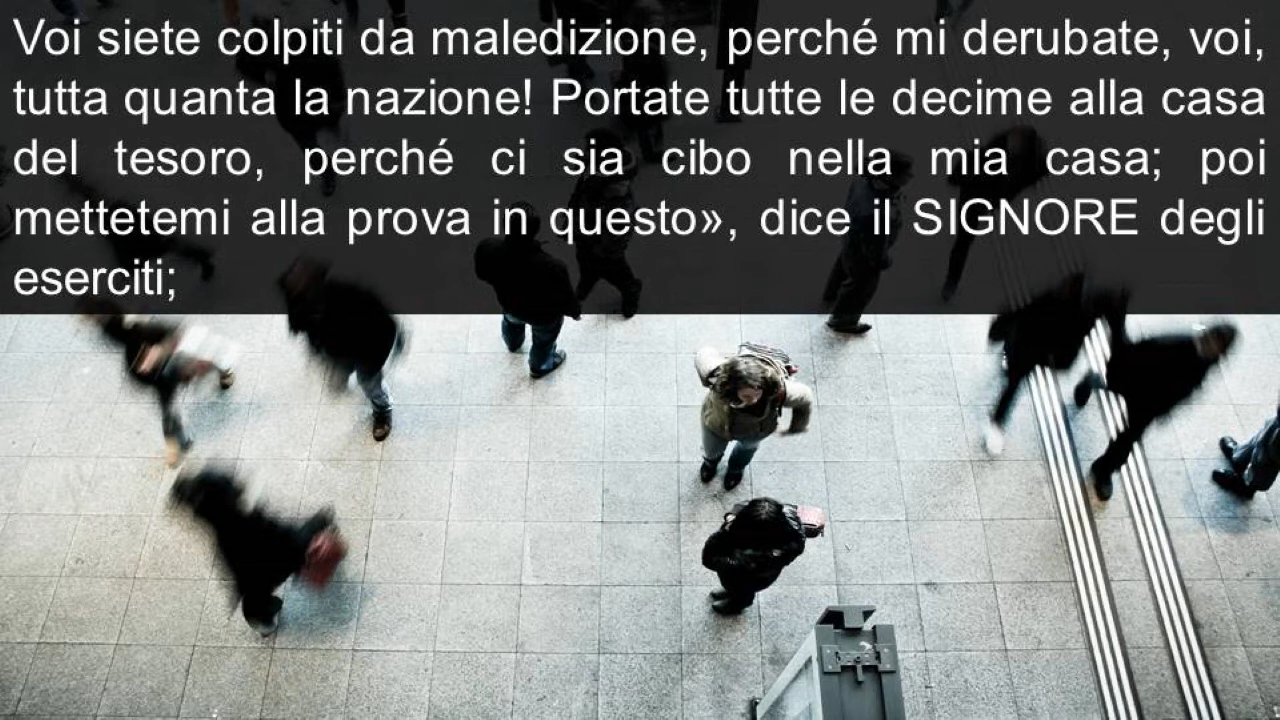 Voi siete colpiti da maledizione, perché mi derubate, voi,
tutta quanta la nazione! Portate tutte le decime alla casa
del tesoro, perché ci sia cibo nella mia casa; poi
mettetemi alla prova in questo», dice il SIGNORE degli
eserciti;